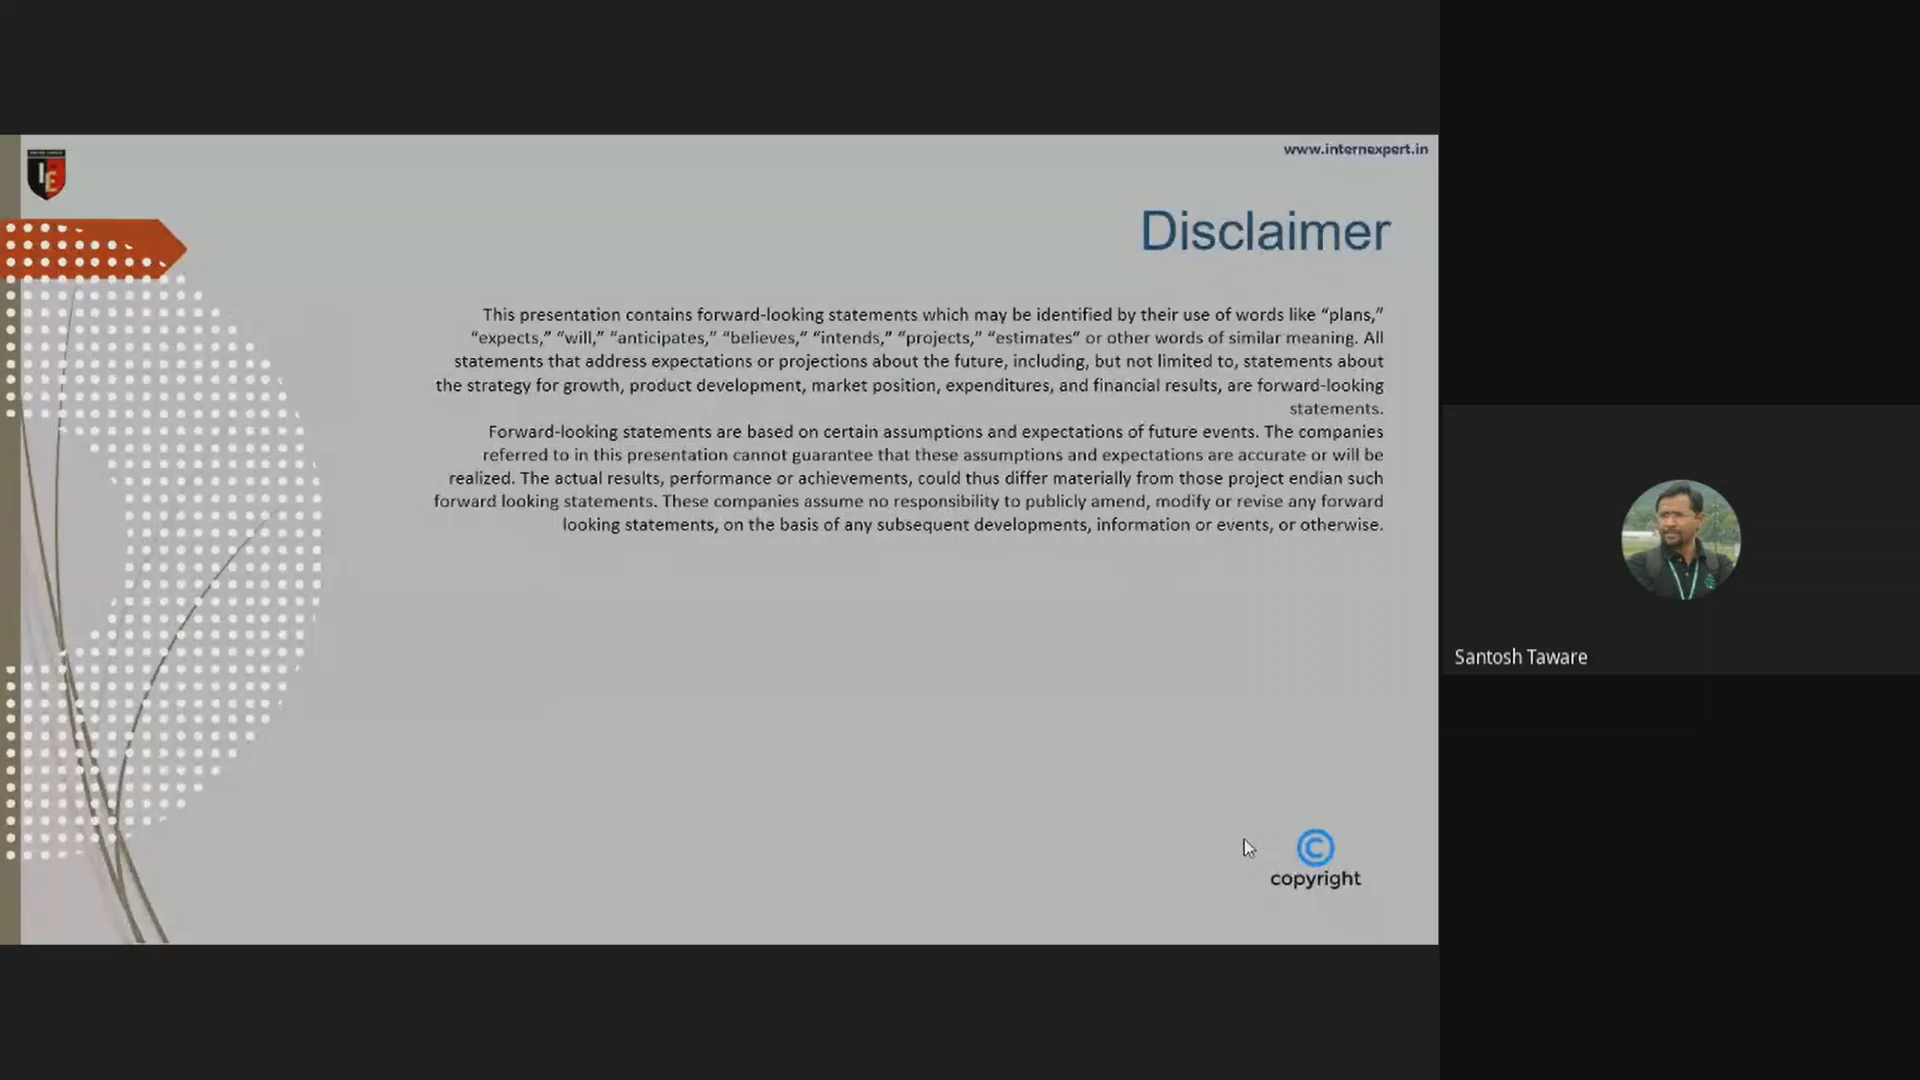 www.internexpert.in
IE
Disclaimer
This presentation contains forward-looking statements which may be identified by their use of words like “plans,”
“expects,” “will,” “anticipates,” “believes,” “intends,” “projects,” “estimates” or other words of similar meaning. All
statements that address expectations or projections about the future, including, but not limited to, statements about
the strategy for growth, product development, market position, expenditures, and financial results, are forward-looking
statements.
Forward-looking statements are based on certain assumptions and expectations of future events. The companies
referred to in this presentation cannot guarantee that these assumptions and expectations are accurate or will be
realized. The actual results, performance or achievements, could thus differ materially from those project endian such
forward looking statements. These companies assume no responsibility to publicly amend, modify or revise any forward
looking statements, on the basis of any subsequent developments, information or events, or otherwise.
Santosh Taware
©
copyright